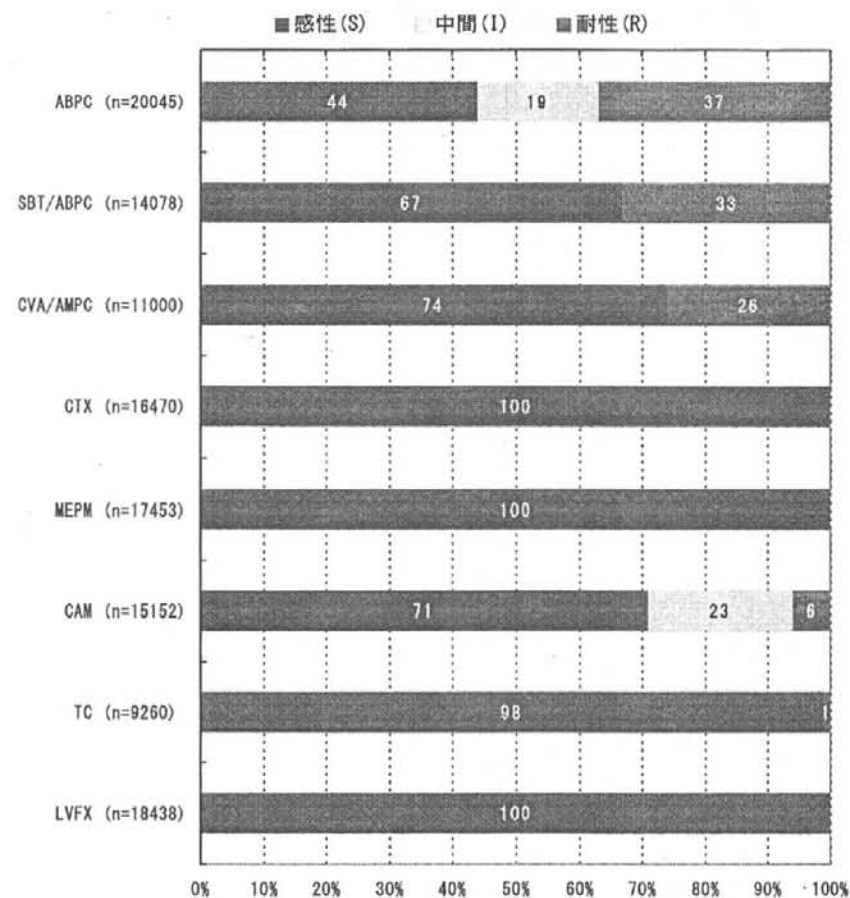 ■感性(S) 中間(I) ■耐性(R)
ABPC (n=20045) 44 19 37
SBT/ABPC (n=14078) 67 33
CVA/AMPC (n=11000) 74 26
CTX (n=16470) 100
MEPM (n=17453) 100
CAM (n=15152) 71 23 6
TC (n=9260) 98 1
LVFX (n=18438) 100
0% 10% 20% 30% 40% 50% 60% 70% 80% 90% 100%